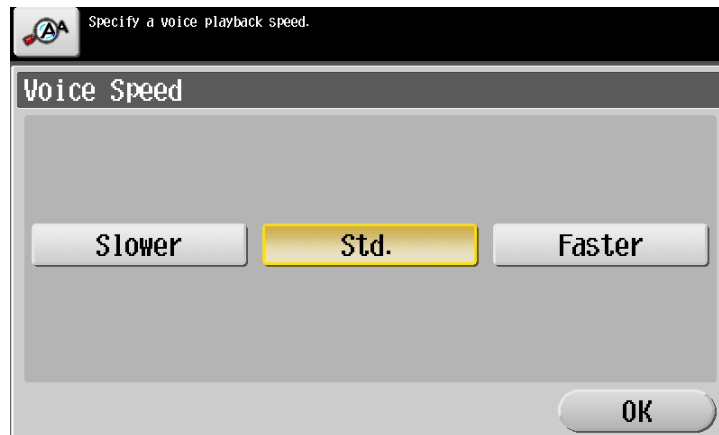 Specify a voice playback speed.
Voice Speed
Slower
Std.
Faster
OK